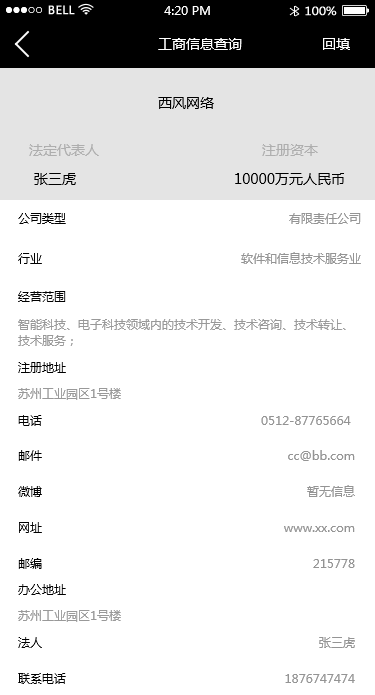 BELL 4:20 PM 100%
工商信息查询 回填
西风网络
法定代表人 注册资本
张三虎 10000万元人民币
公司类型 有限责任公司
行业 软件和信息技术服务业
经营范围
智能科技、电子科技领域内的技术开发、技术咨询、技术转让、
技术服务；
注册地址
苏州工业园区1号楼
电话 0512-87765664
邮件 cc@bb.com
微博 暂无信息
网址 www.xx.com
邮编 215778
办公地址
苏州工业园区1号楼
法人 张三虎
联系电话 1876747474